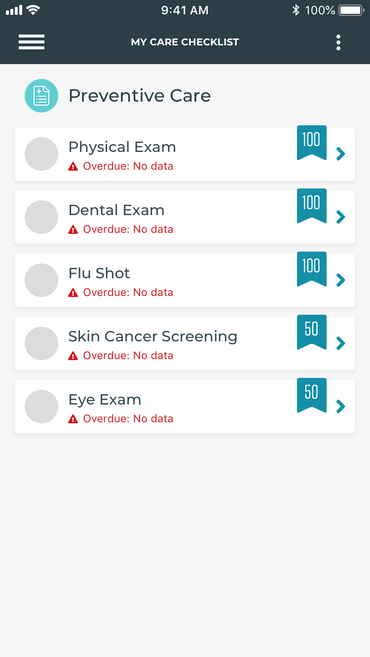 9:41 AM 100%
MY CARE CHECKLIST
Preventive Care
Physical Exam
Overdue: No data
100
Dental Exam
Overdue: No data
100
Flu Shot
Overdue: No data
100
Skin Cancer Screening
Overdue: No data
50
Eye Exam
Overdue: No data
50